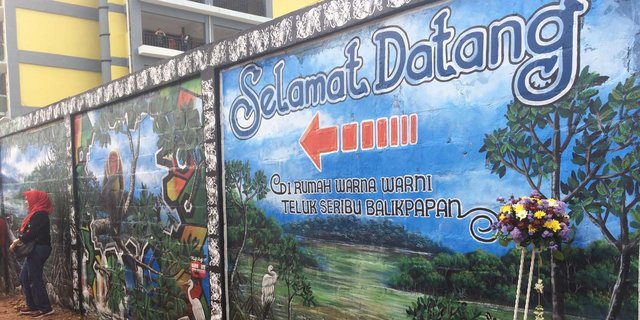 Selamat Datang
DI RUMAH WARNA WARNI
TELUK SERIBU BALIKPAPAN